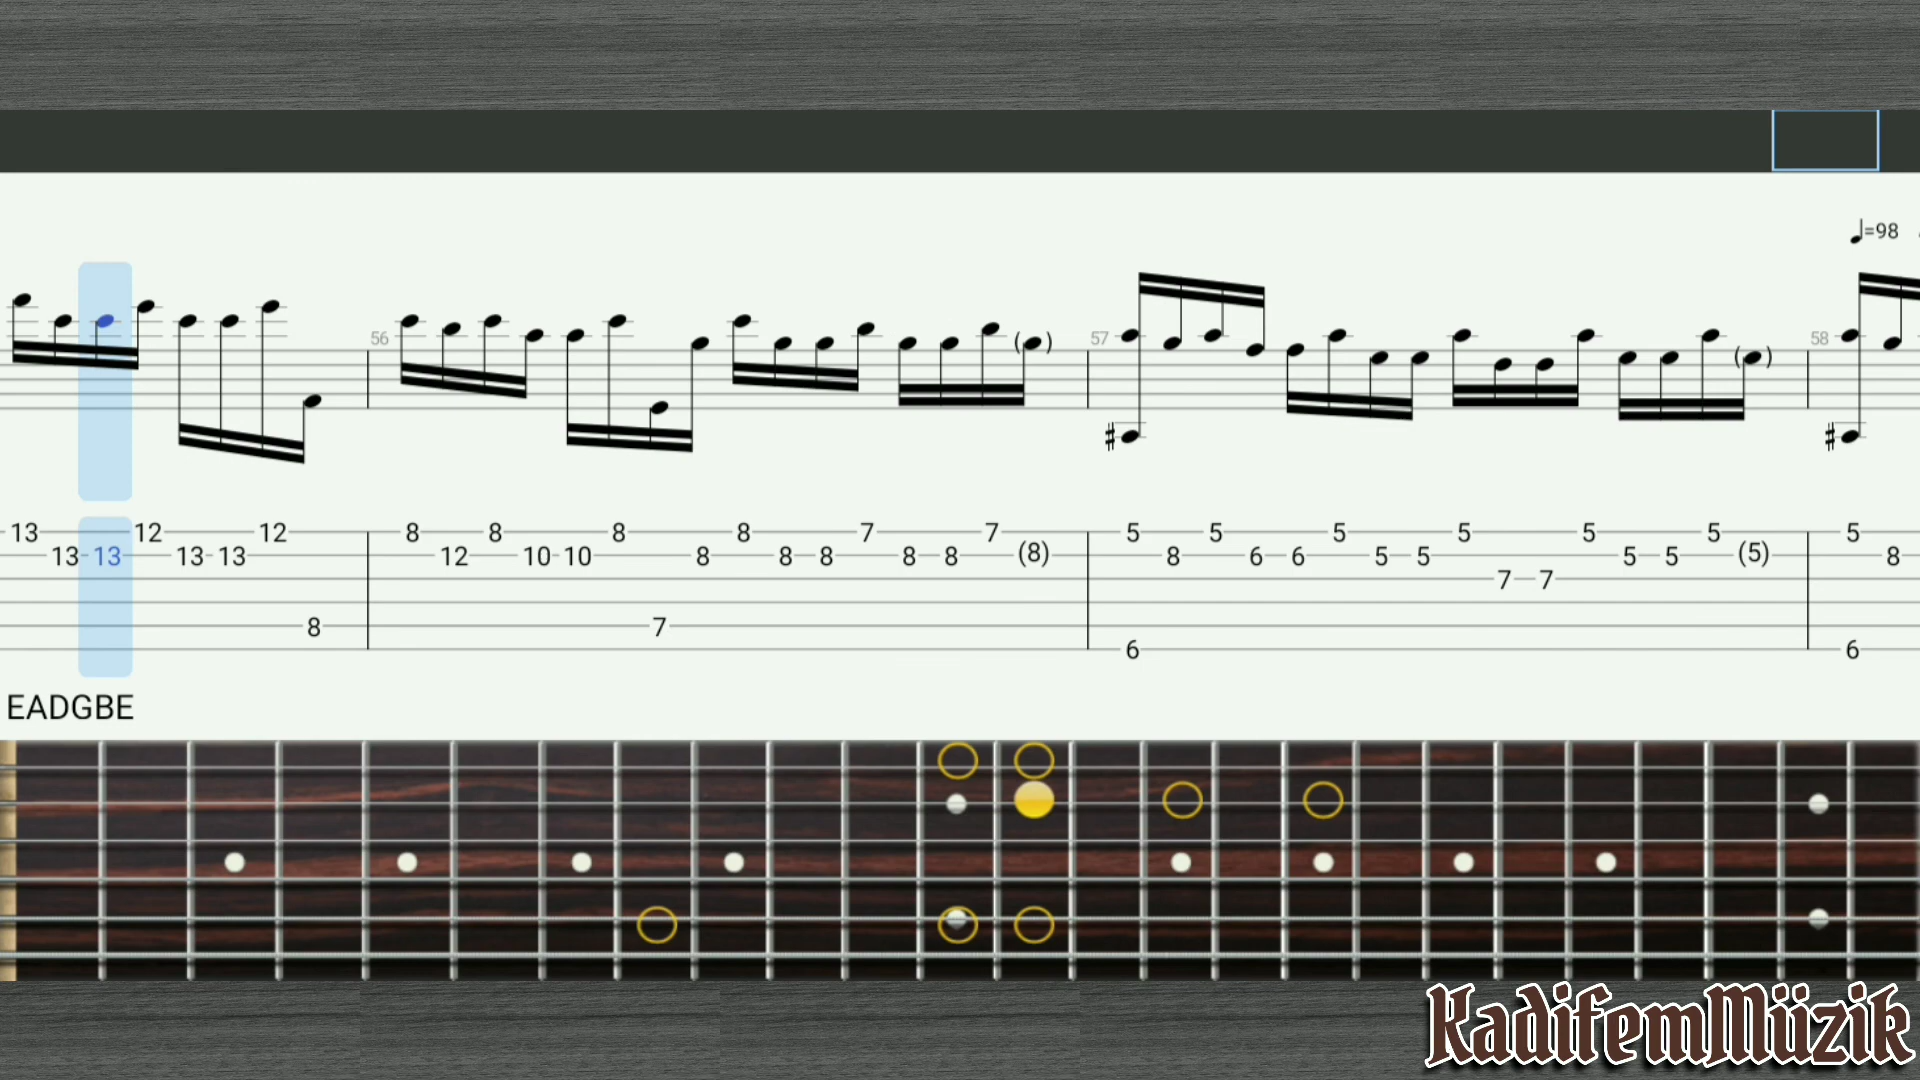 ♩=98
56
57
58
( )
( )
13 12 12 8 8 8 8 7 7 5 5 5 5 5 5 5
13 13 13 13 12 10 10 8 8 8 8 8 (8) 8 6 6 5 5 5 5 (5) 8
7 7
8 7
6 6
EADGBE
KadifemMüzik